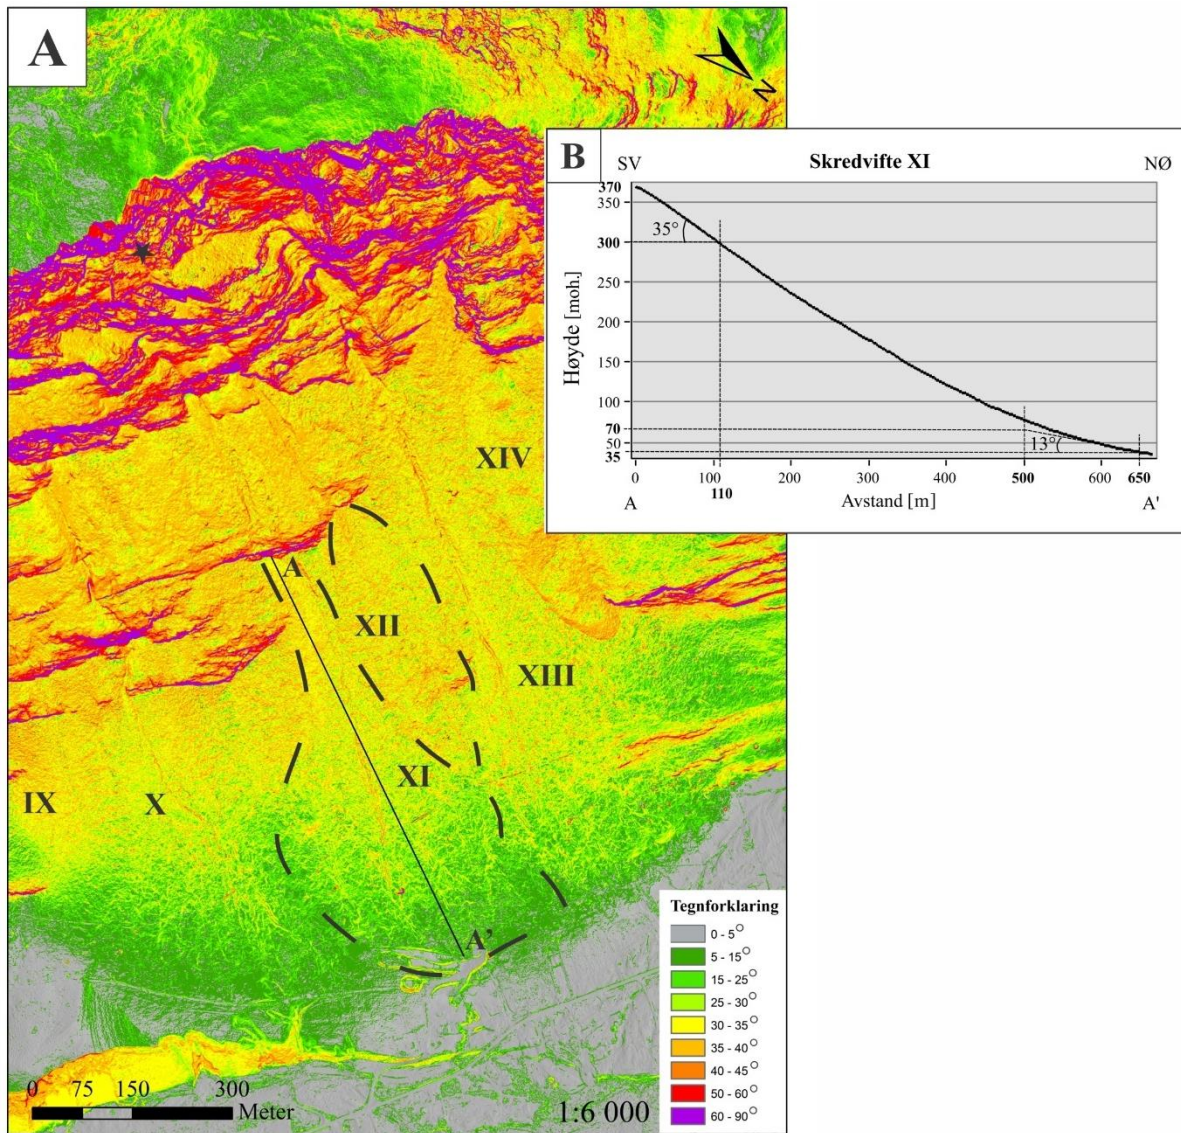 A
N
B
SV
Skredvifte XI
NØ
370
350
300
250
200
150
100
70
50
35
35°
13°
Høyde [moh.]
0
100
110
200
300
400
500
600
650
A
Avstand [m]
A'
XIV
A
XII
XIII
XI
IX
X
A'
Tegnforklaring
0 - 5°
5 - 15°
15 - 25°
25 - 30°
30 - 35°
35 - 40°
40 - 45°
50 - 60°
60 - 90°
0 75 150 300
Meter
1:6 000